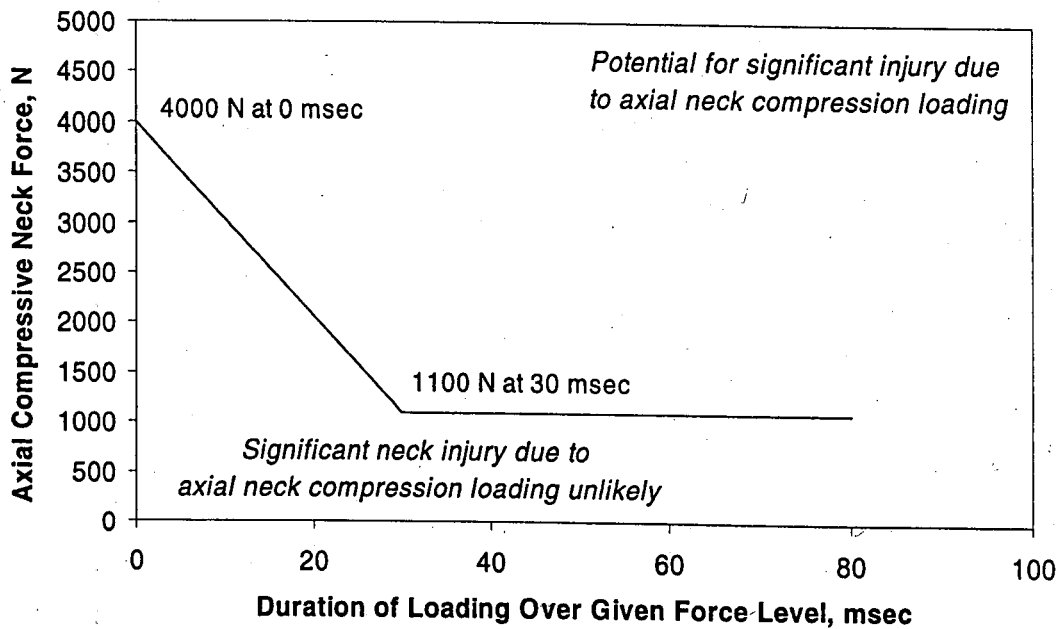 5000
4500
4000
3500
3000
2500
2000
1500
1000
500
0
Axial Compressive Neck Force, N
Potential for significant injury due
to axial neck compression loading
4000 N at 0 msec
1100 N at 30 msec
Significant neck injury due to
axial neck compression loading unlikely
0 20 40 60 80 100
Duration of Loading Over Given Force Level, msec